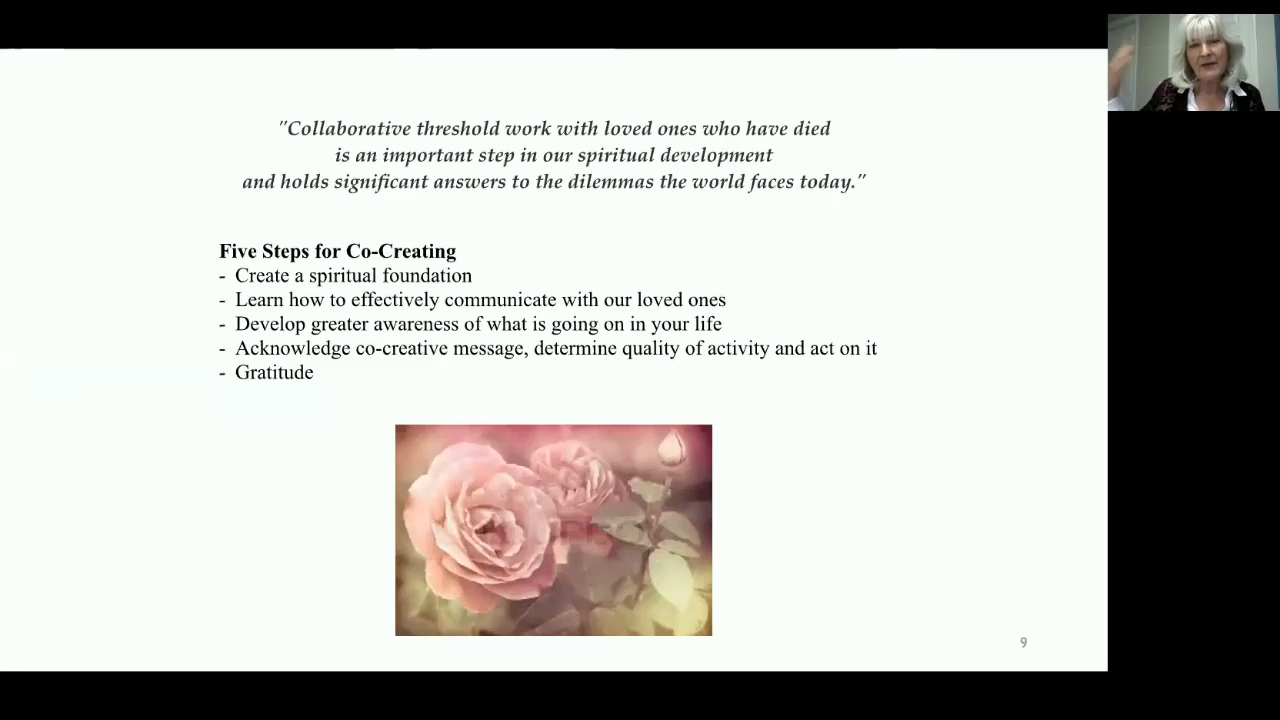 "Collaborative threshold work with loved ones who have died
is an important step in our spiritual development
and holds significant answers to the dilemmas the world faces today."
Five Steps for Co-Creating
- Create a spiritual foundation
- Learn how to effectively communicate with our loved ones
- Develop greater awareness of what is going on in your life
- Acknowledge co-creative message, determine quality of activity and act on it
- Gratitude
9